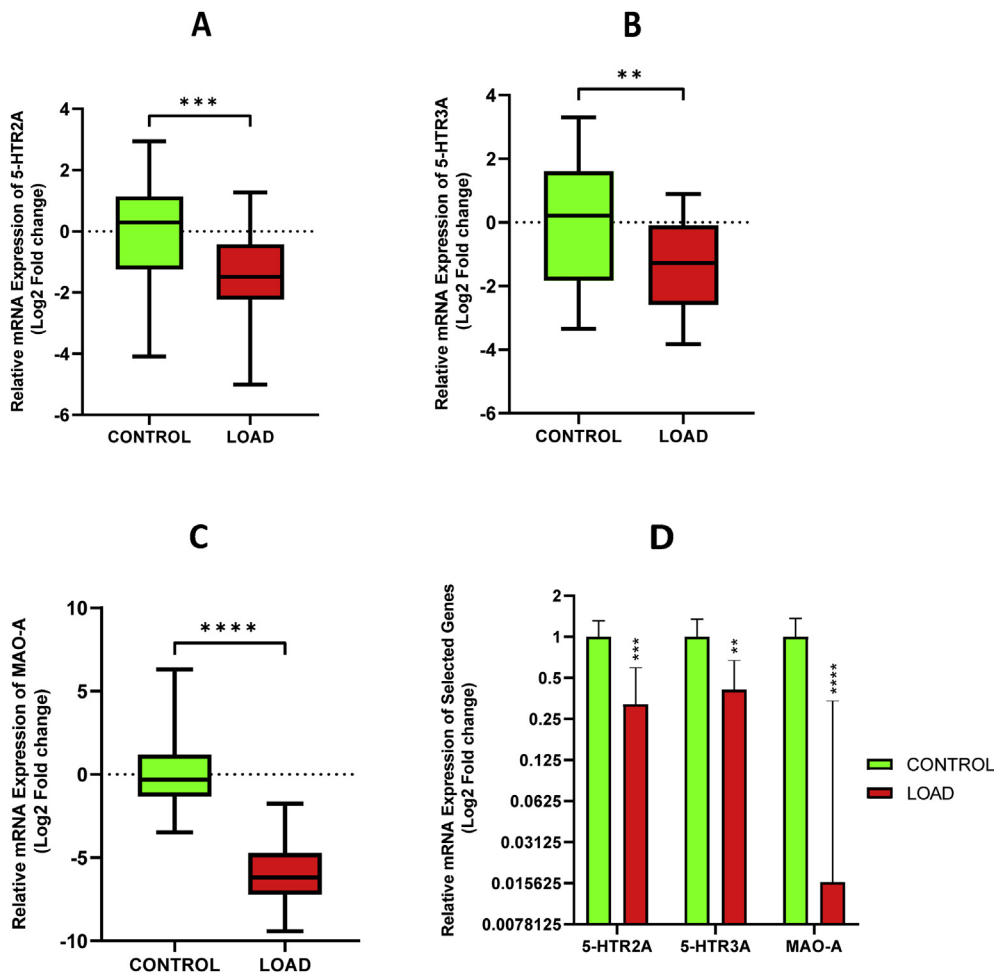 A
Relative mRNA Expression of 5-HTR2A
(Log2 Fold change)
4
2
0
-2
-4
-6
***
CONTROL
LOAD
B
Relative mRNA Expression of 5-HTR3A
(Log2 Fold change)
4
2
0
-2
-4
-6
**
CONTROL
LOAD
C
Relative mRNA Expression of MAO-A
(Log2 Fold change)
10
5
0
-5
-10
****
CONTROL
LOAD
D
Relative mRNA Expression of Selected Genes
(Log2 Fold change)
2
1
0.5
0.25
0.125
0.0625
0.03125
0.015625
0.0078125
***
**
****
5-HTR2A
5-HTR3A
MAO-A
CONTROL
LOAD